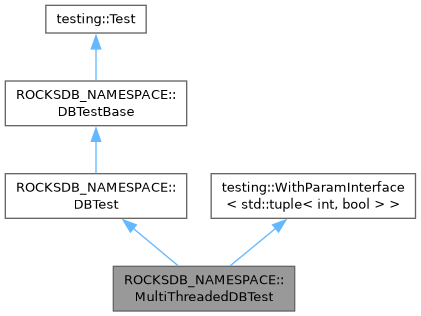 testing::Test
ROCKSDB_NAMESPACE::
DBTestBase
ROCKSDB_NAMESPACE::
DBTest
testing::WithParamInterface
< std::tuple< int, bool > >
ROCKSDB_NAMESPACE::
MultiThreadedDBTest